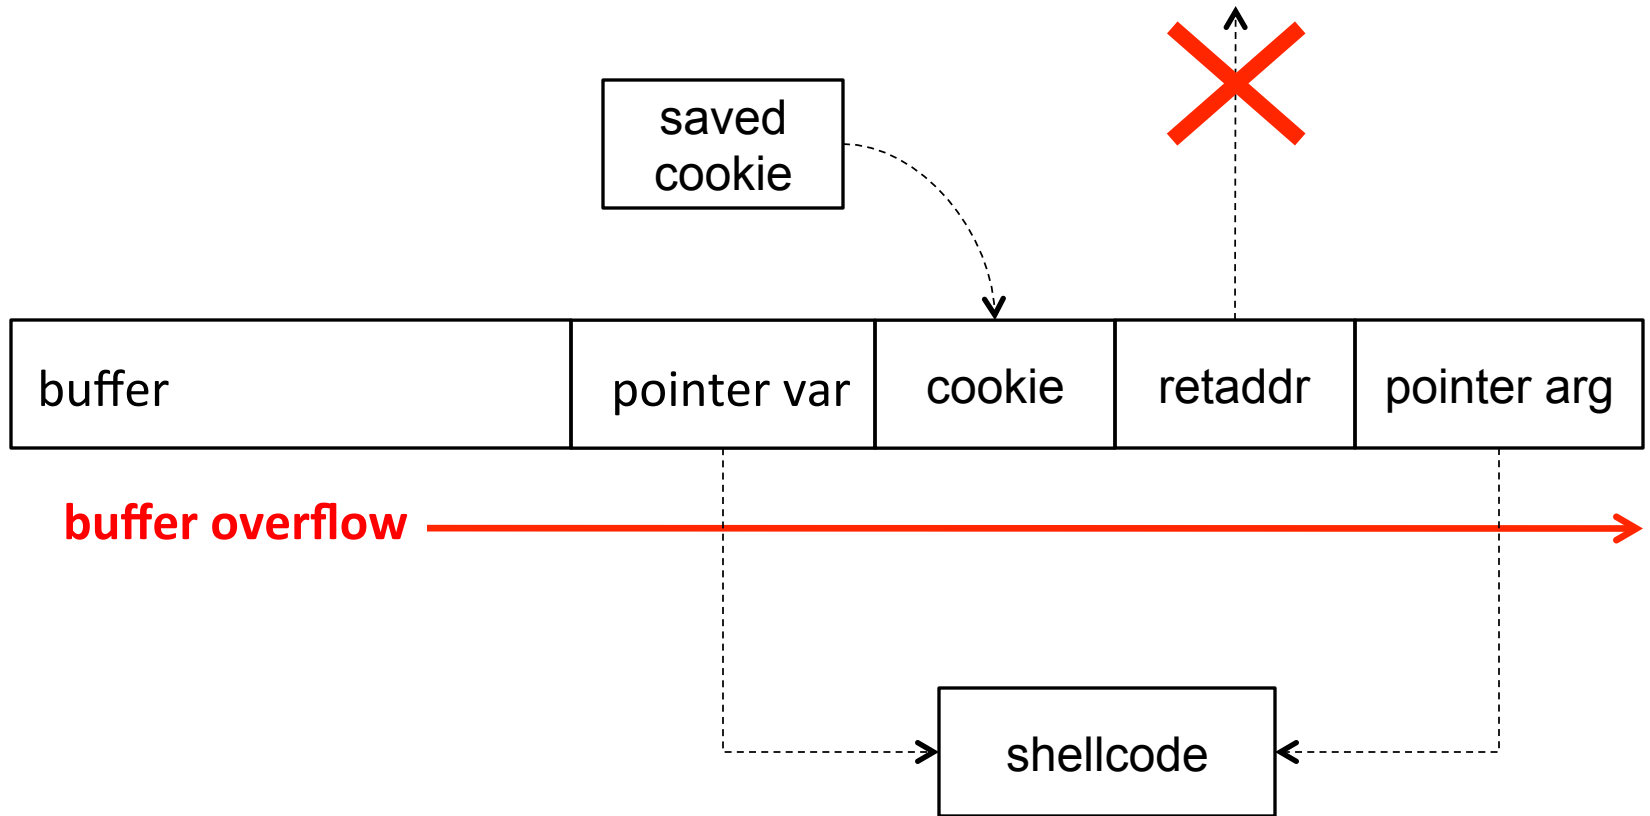 saved
cookie
buffer
pointer var
cookie
retaddr
pointer arg
buffer overflow
shellcode